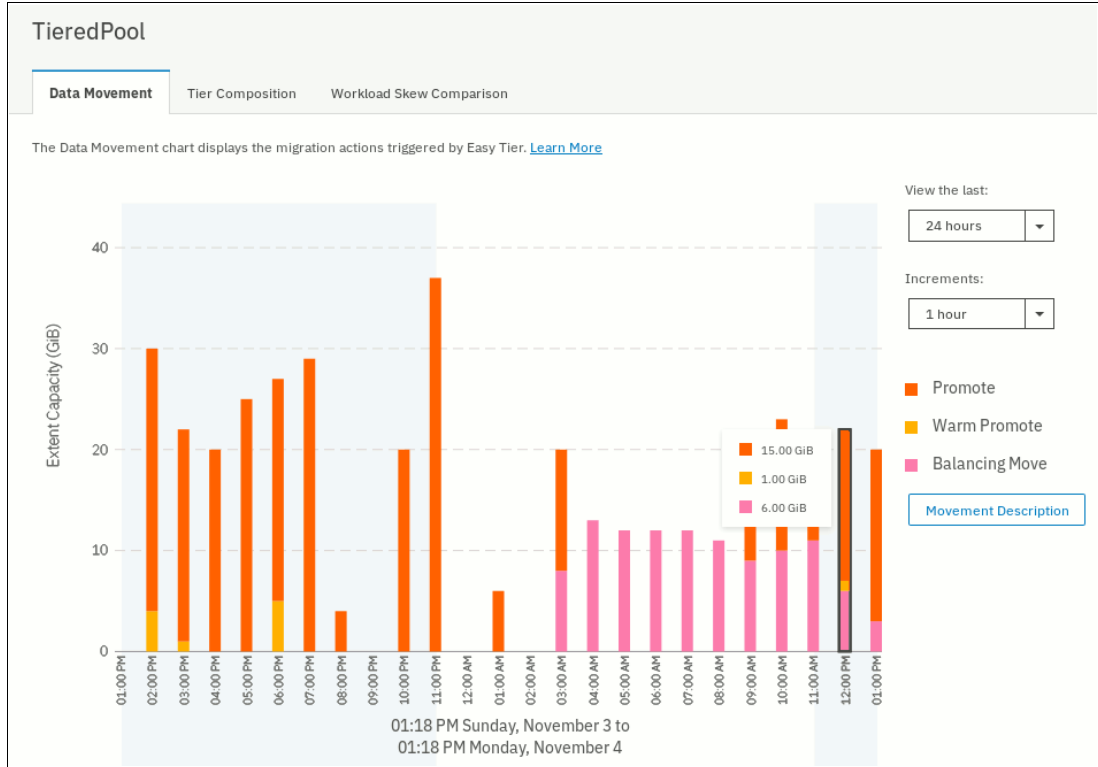 TieredPool
Data Movement
Tier Composition
Workload Skew Comparison
The Data Movement chart displays the migration actions triggered by Easy Tier. Learn More
View the last:
24 hours
Increments:
1 hour
Promote
Warm Promote
Balancing Move
Movement Description
Extent Capacity (GiB)
40
30
20
10
0
15.00 GiB
1.00 GiB
6.00 GiB
01:00 PM
02:00 PM
03:00 PM
04:00 PM
05:00 PM
06:00 PM
07:00 PM
08:00 PM
09:00 PM
10:00 PM
11:00 PM
12:00 AM
01:00 AM
02:00 AM
03:00 AM
04:00 AM
05:00 AM
06:00 AM
07:00 AM
08:00 AM
09:00 AM
10:00 AM
11:00 AM
12:00 PM
01:00 PM
01:18 PM Sunday, November 3 to
01:18 PM Monday, November 4